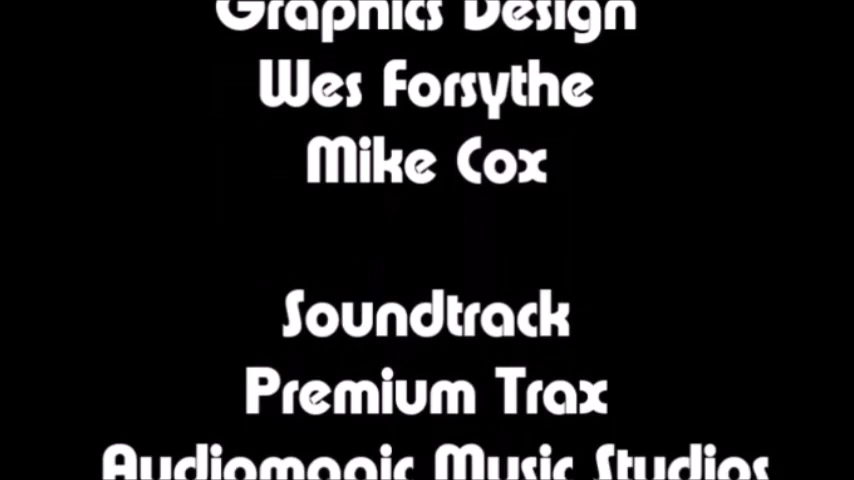 Graphics Design
Wes Forsythe
Mike Cox
Soundtrack
Premium Trax
Audiomagic Music Studios